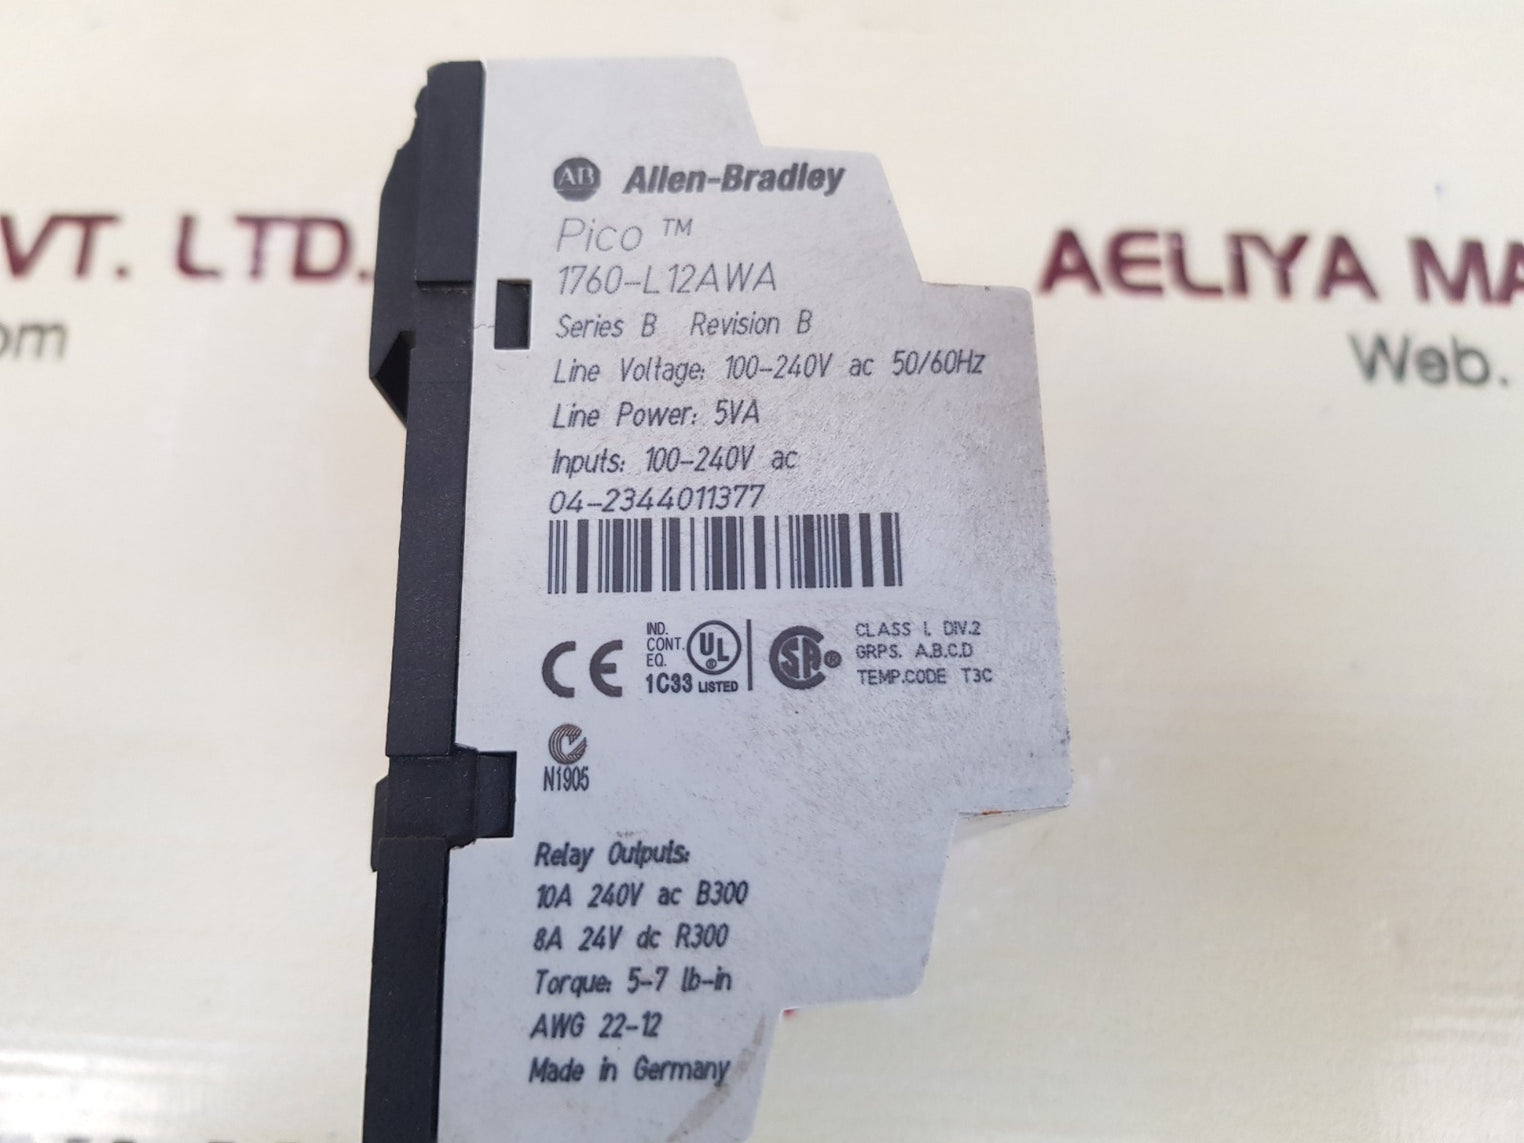 VT. LTD.
om
AELIYA MA
Web.
AB Allen-Bradley
Pico ™
1760-L12AWA
Series B Revision B
Line Voltage: 100-240V ac 50/60Hz
Line Power: 5VA
Inputs: 100-240V ac
04-2344011377
CE
IND.
CONT.
EQ.
1C33
UL
®
LISTED
SA ®
CLASS I, DIV.2
GRPS. A,B,C,D
TEMP.CODE T3C
N1905
Relay Outputs:
10A 240V ac B300
8A 24V dc R300
Torque: 5-7 lb-in
AWG 22-12
Made in Germany